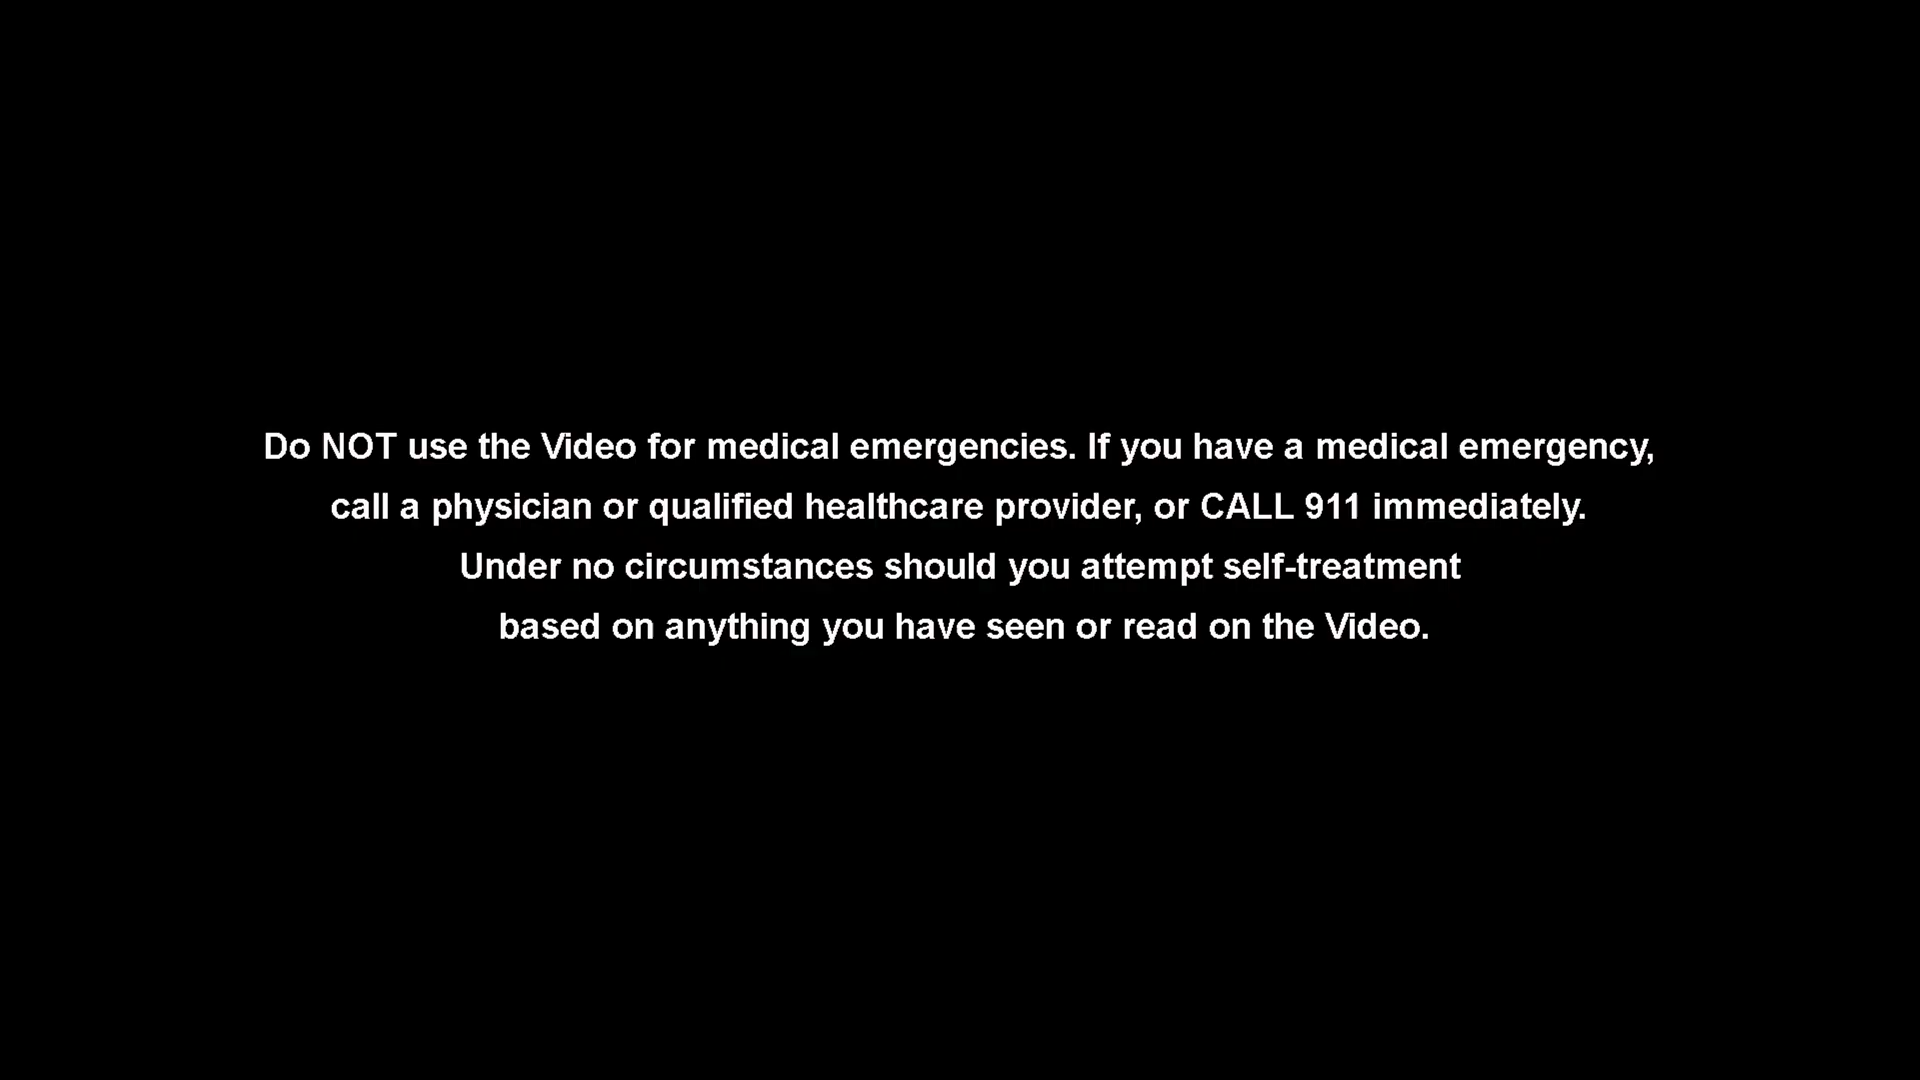 Do NOT use the Video for medical emergencies. If you have a medical emergency,
call a physician or qualified healthcare provider, or CALL 911 immediately.
Under no circumstances should you attempt self-treatment
based on anything you have seen or read on the Video.